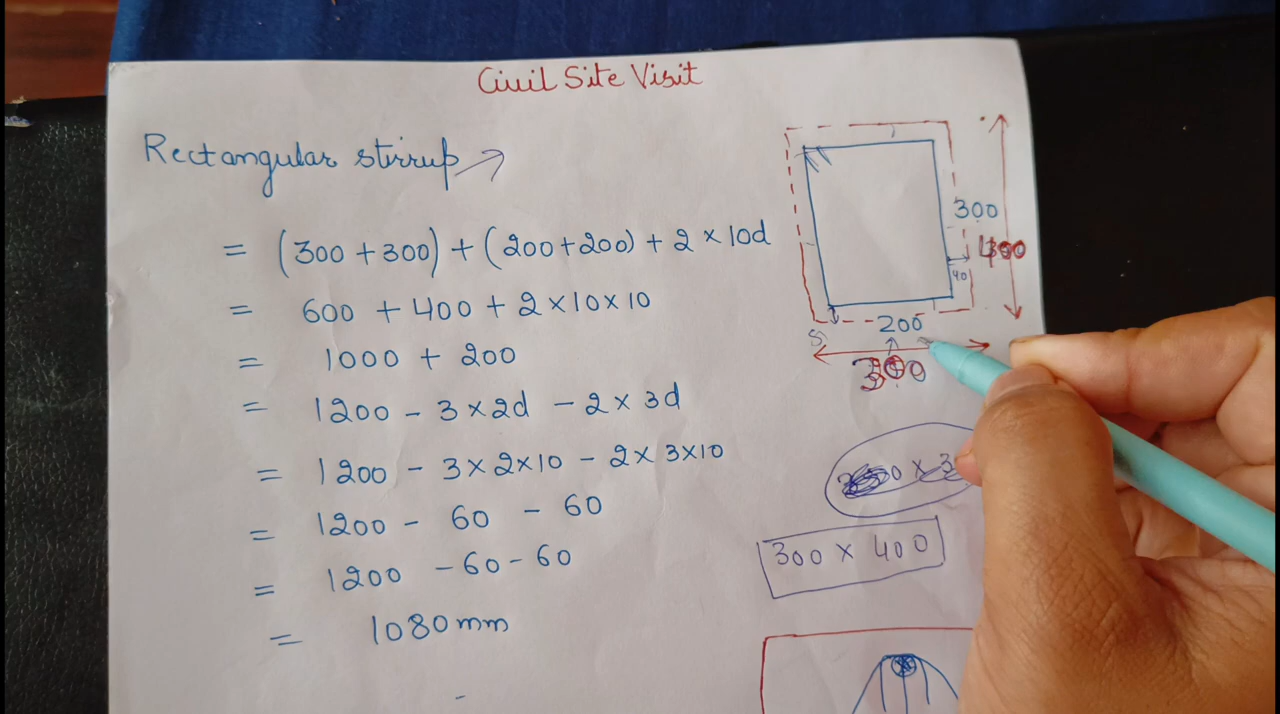 Civil Site Visit
Rectangular stirrup
= (300+300) + (200+200) + 2 × 10d
= 600 + 400 + 2 × 10 × 10
= 1000 + 200
= 1200 - 3 × 2d - 2 × 3d
= 1200 - 3 × 2 × 10 - 2 × 3 × 10
= 1200 - 60 - 60
= 1200 - 60 - 60
= 1080mm
300
400
40
200
300
300 × 400